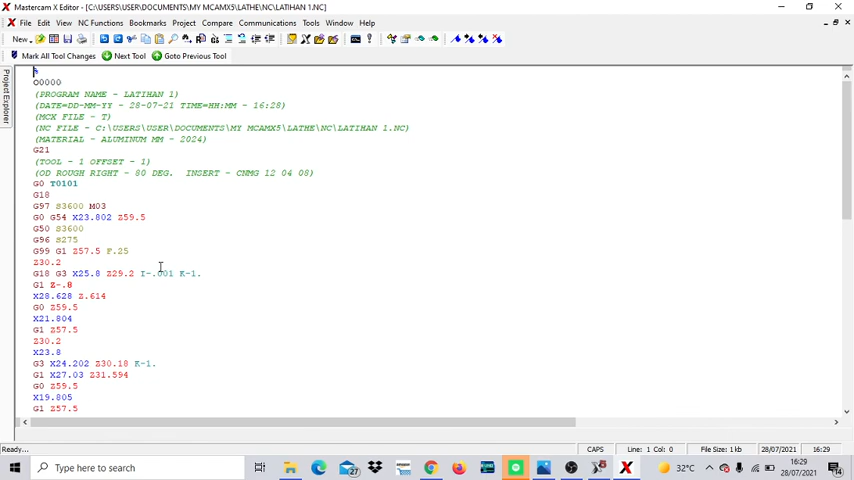 Mastercam X Editor - [C:\USERS\USER\DOCUMENTS\MY MCAMX5\LATHE\NC\LATIHAN 1.NC]
File Edit View NC Functions Bookmarks Project Compare Communications Tools Window Help
New
Mark All Tool Changes Next Tool Goto Previous Tool
Project Explorer
%
O0000
(PROGRAM NAME - LATIHAN 1)
(DATE=DD-MM-YY - 28-07-21 TIME=HH:MM - 16:28)
(MCX FILE - T)
(NC FILE - C:\USERS\USER\DOCUMENTS\MY MCAMX5\LATHE\NC\LATIHAN 1.NC)
(MATERIAL - ALUMINUM MM - 2024)
G21
(TOOL - 1 OFFSET - 1)
(OD ROUGH RIGHT - 80 DEG.  INSERT - CNMG 12 04 08)
G0 T0101
G18
G97 S3600 M03
G0 G54 X23.802 Z59.5
G50 S3600
G96 S275
G99 G1 Z57.5 F.25
Z30.2
G18 G3 X25.8 Z29.2 I-.001 K-1.
G1 Z-.8
X28.628 Z.614
G0 Z59.5
X21.804
G1 Z57.5
Z30.2
X23.8
G3 X24.202 Z30.18 K-1.
G1 X27.03 Z31.594
G0 Z59.5
X19.805
G1 Z57.5
Ready... CAPS Line: 1 Col: 0 File Size: 1kb 28/07/2021 16:29
Type here to search 27 32°C 16:29
28/07/2021 14